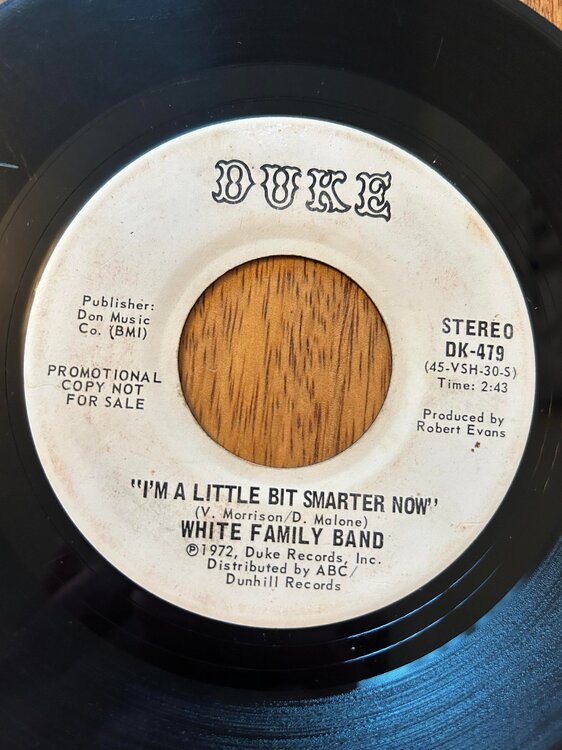 DUKE
Publisher:
Don Music
Co. (BMI)
PROMOTIONAL
COPY NOT
FOR SALE
STEREO
DK-479
(45-VSH-30-S)
Time: 2:43
Produced by
Robert Evans
"I'M A LITTLE BIT SMARTER NOW"
(V. Morrison/D. Malone)
WHITE FAMILY BAND
℗1972, Duke Records, Inc.
Distributed by ABC/
Dunhill Records